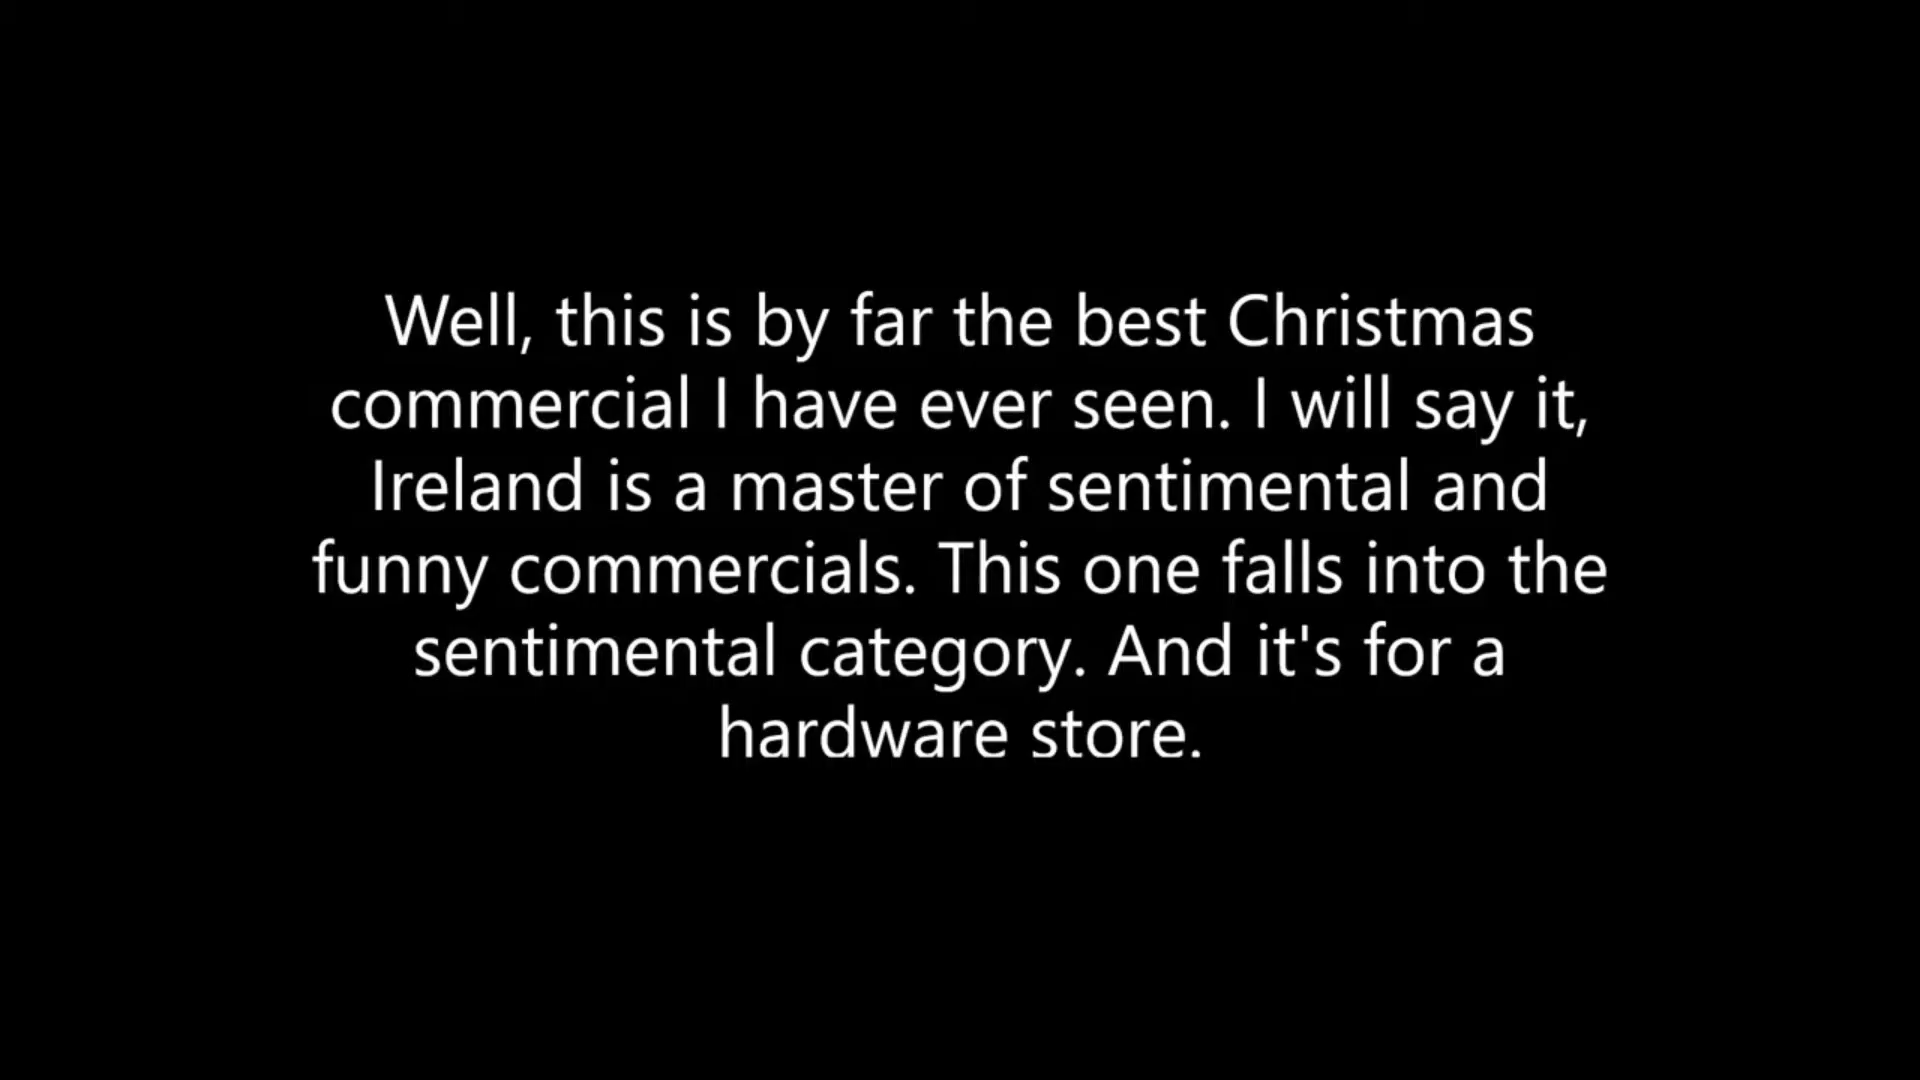 Well, this is by far the best Christmas
commercial I have ever seen. I will say it,
Ireland is a master of sentimental and
funny commercials. This one falls into the
sentimental category. And it's for a
hardware store.